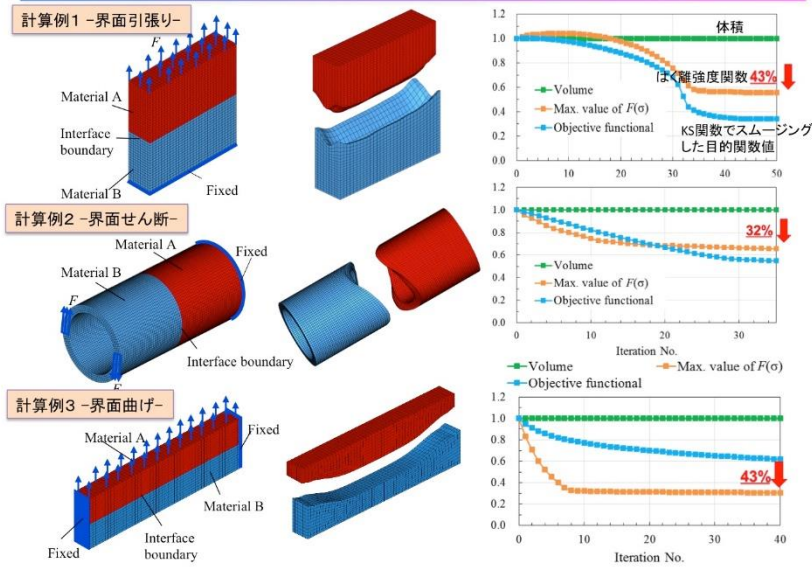 計算例1 -界面引張り-
F
Material A
Interface boundary
Material B
Fixed
1.2
1.0
0.8
0.6
0.4
0.2
0.0
0
10
20
30
40
50
体積
はく離強度関数 43%
Volume
Max. value of F(σ)
Objective functional
KS関数でスムージング
した目的関数値
計算例2 -界面せん断-
Material A
Material B
Fixed
F
F
Interface boundary
1.2
1.0
0.8
0.6
0.4
0.2
0.0
0
10
20
30
32%
Volume
Max. value of F(σ)
Objective functional
Iteration No.
計算例3 -界面曲げ-
Material A
Fixed
Material B
Fixed
Interface
boundary
Volume
Max. value of F(σ)
Objective functional
1.2
1.0
0.8
0.6
0.4
0.2
0.0
0
10
20
30
40
43%
Iteration No.